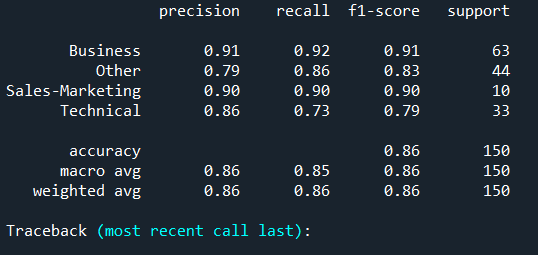 precision recall f1-score support
Business 0.91 0.92 0.91 63
Other 0.79 0.86 0.83 44
Sales-Marketing 0.90 0.90 0.90 10
Technical 0.86 0.73 0.79 33
accuracy 0.86 150
macro avg 0.86 0.85 0.86 150
weighted avg 0.86 0.86 0.86 150
Traceback (most recent call last):